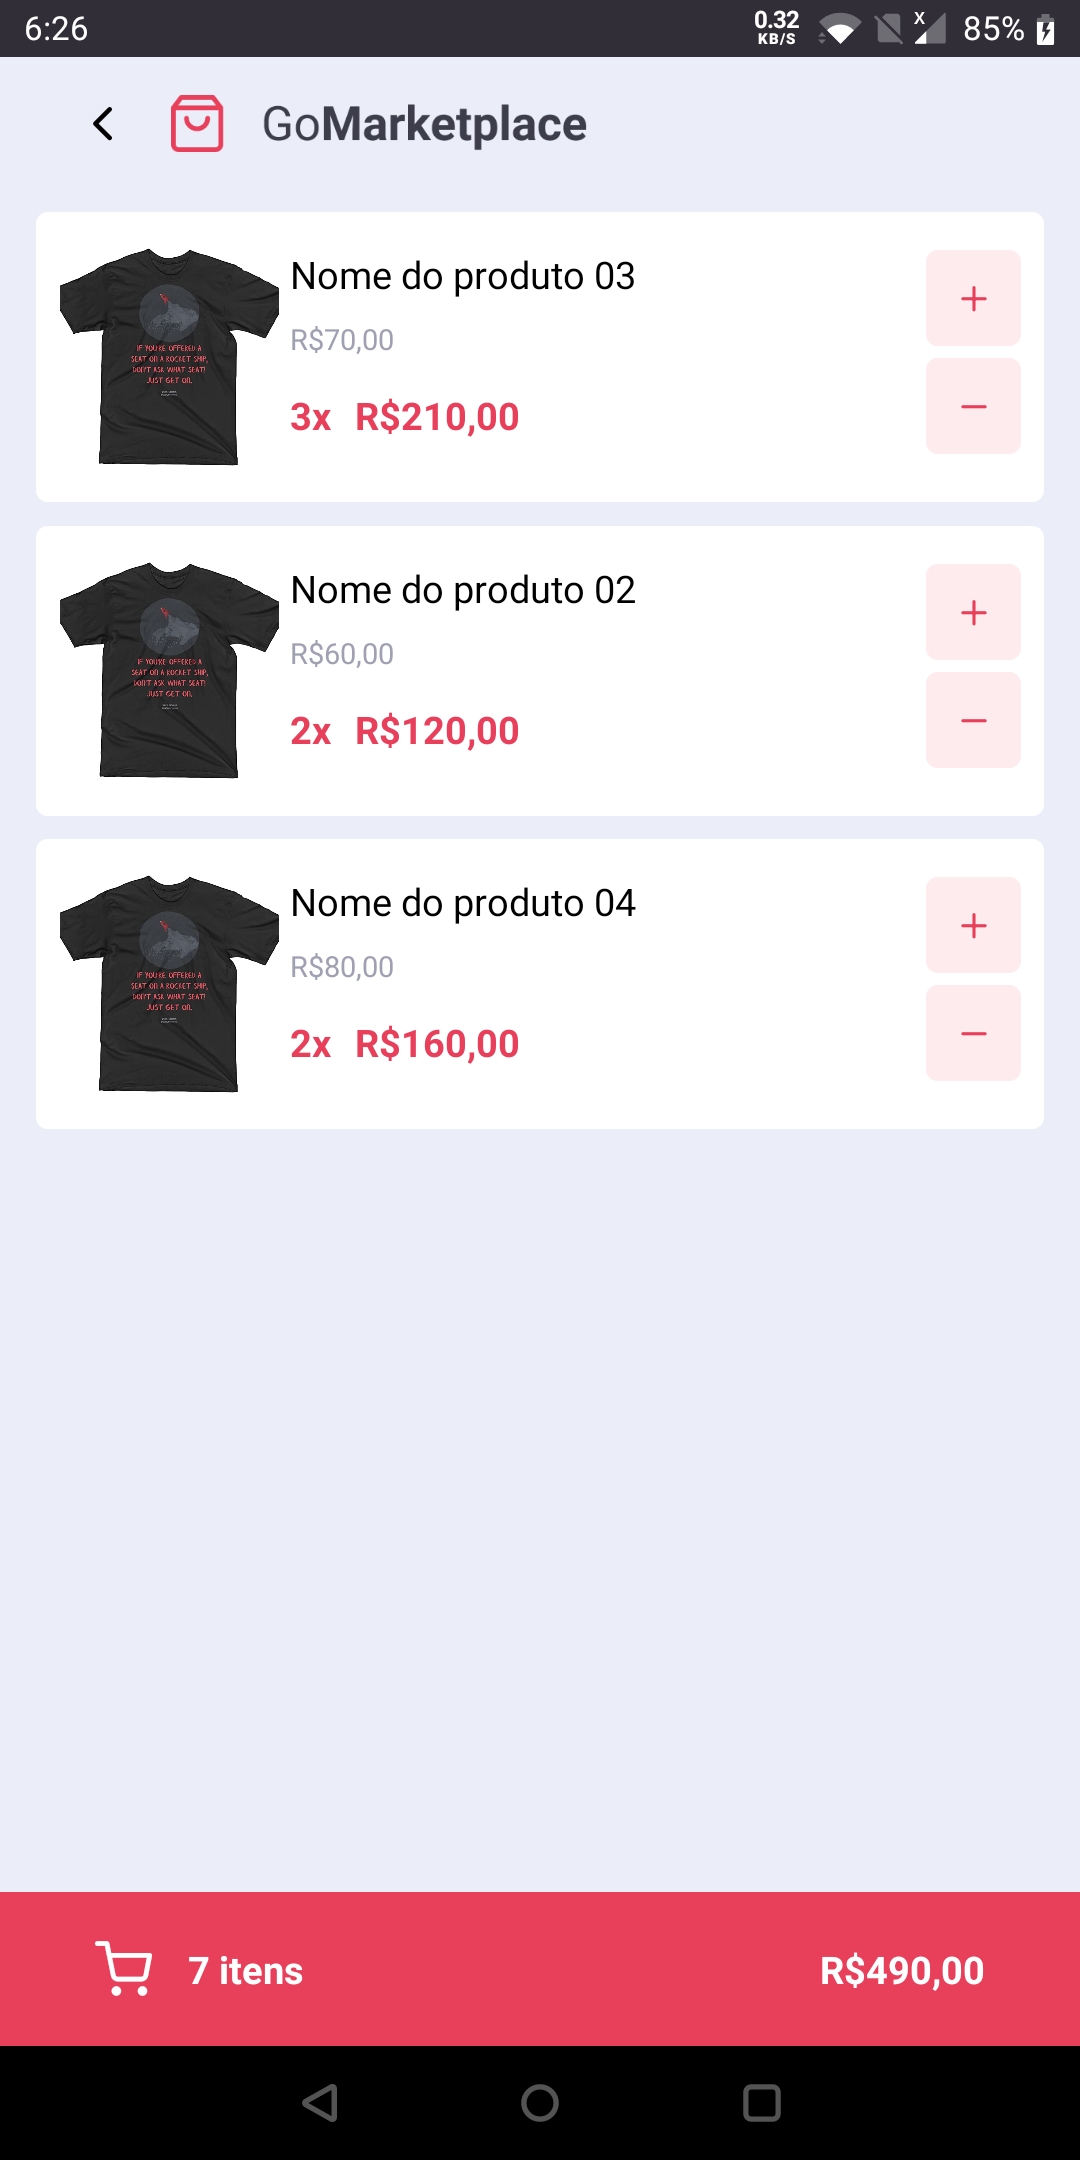 6:26
0.32
KB/S
X
85%
GoMarketplace
Nome do produto 03
R$70,00
3x R$210,00
+
−
IF YOU'RE OFFERED A
SEAT ON A ROCKET SHIP,
DON'T ASK WHAT SEAT!
JUST GET ON.
Nome do produto 02
R$60,00
2x R$120,00
+
−
IF YOU'RE OFFERED A
SEAT ON A ROCKET SHIP,
DON'T ASK WHAT SEAT!
JUST GET ON.
Nome do produto 04
R$80,00
2x R$160,00
+
−
IF YOU'RE OFFERED A
SEAT ON A ROCKET SHIP,
DON'T ASK WHAT SEAT!
JUST GET ON.
7 itens
R$490,00